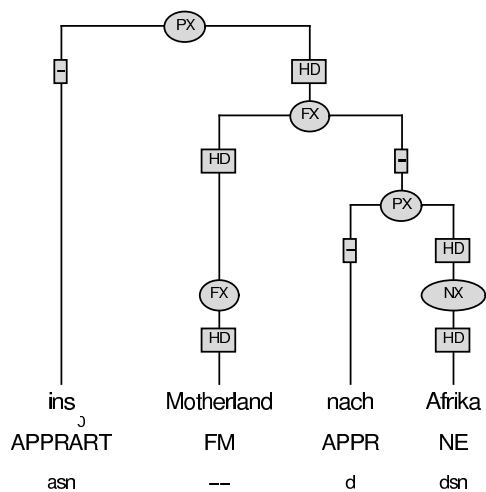 PX
- HD
FX
HD -
PX
- HD
FX NX
HD HD
ins Motherland nach Afrika
APPRART FM APPR NE
asn -- d dsn